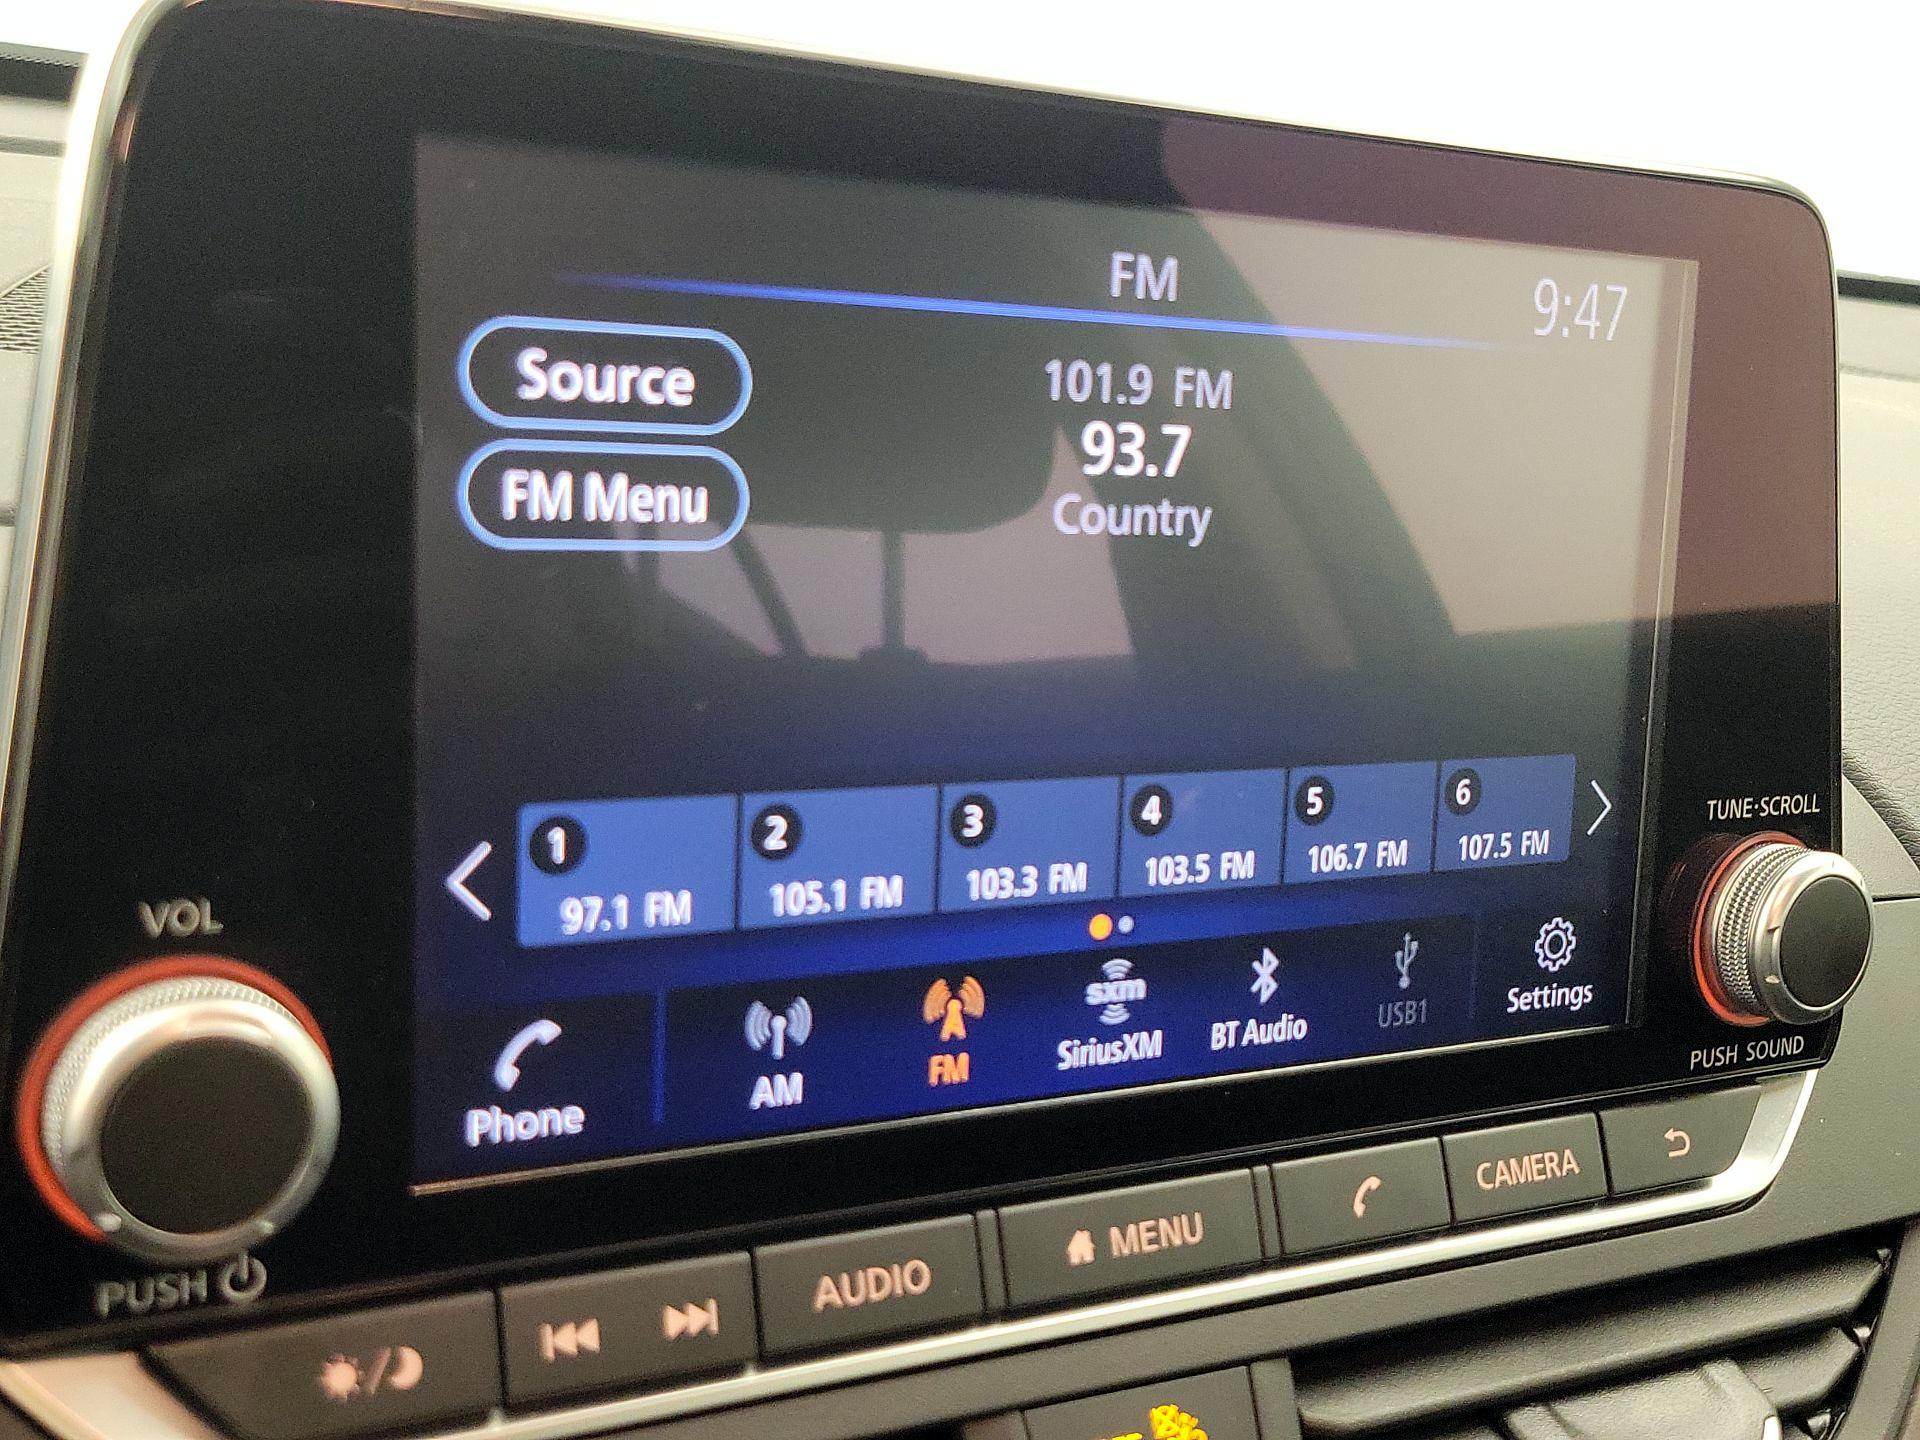 FM
9:47
Source
101.9 FM
93.7
FM Menu
Country
1
97.1 FM
2
105.1 FM
3
103.3 FM
4
103.5 FM
5
106.7 FM
6
107.5 FM
TUNE·SCROLL
VOL
Phone
AM
FM
sxm
SiriusXM
BT Audio
USB1
Settings
PUSH SOUND
PUSH
AUDIO
MENU
CAMERA